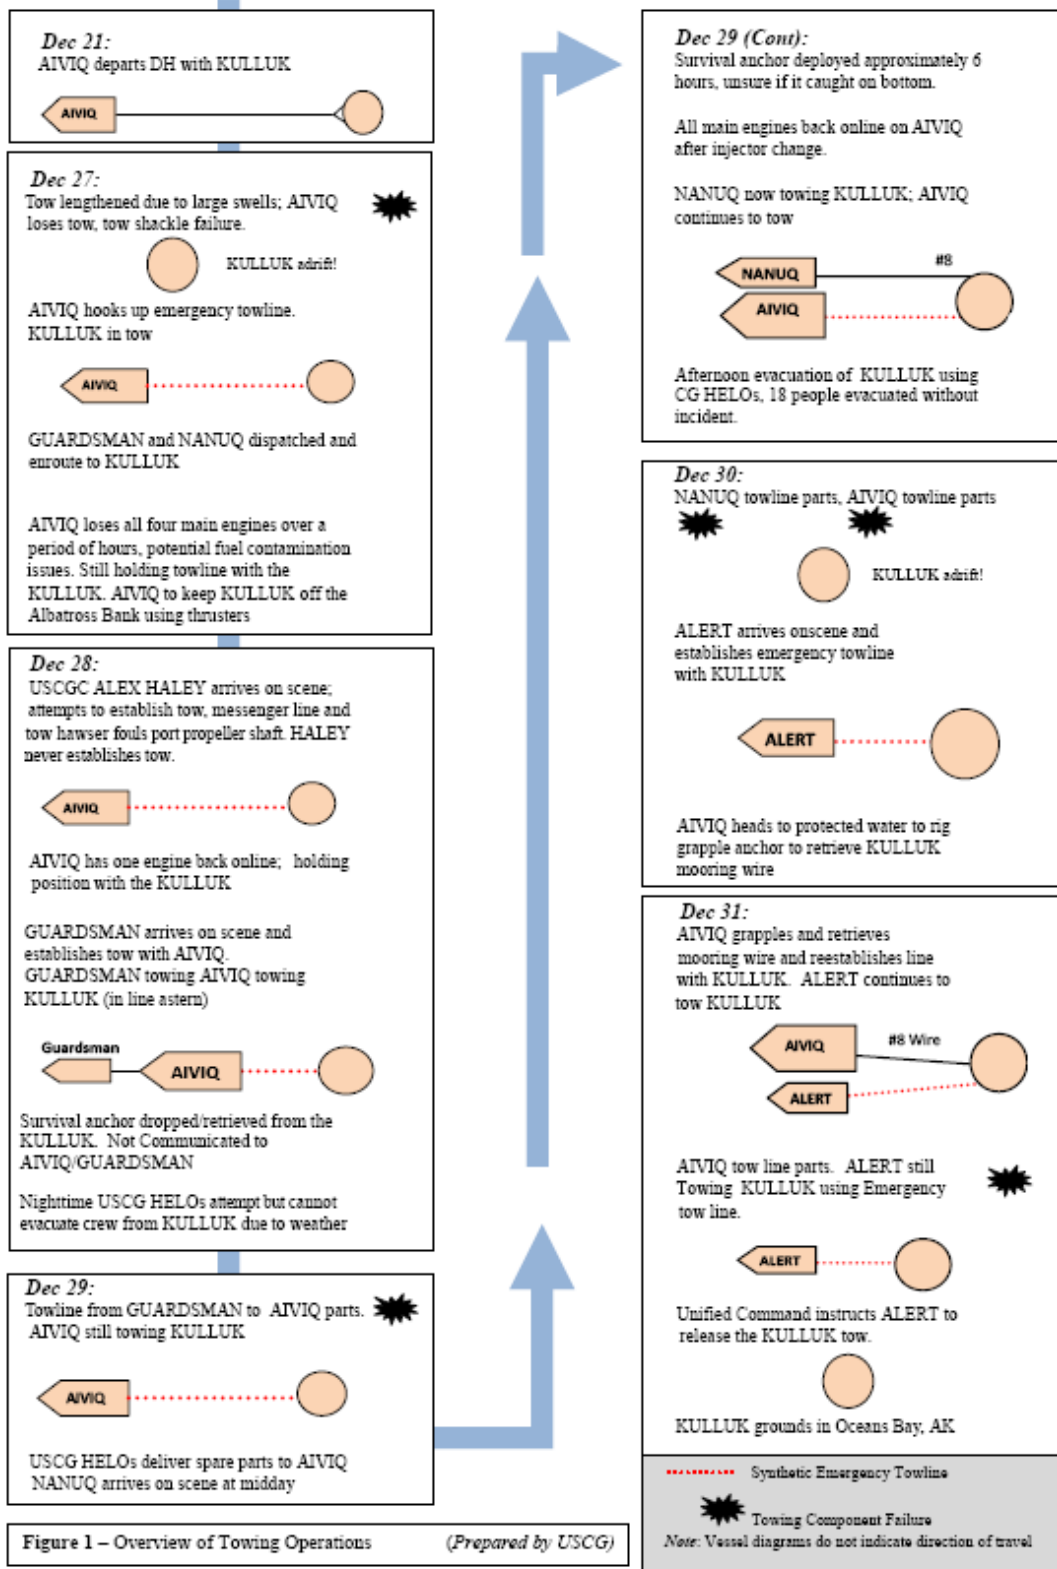 Dec 21:
AIVIQ departs DH with KULLUK
AIVIQ
Dec 27:
Tow lengthened due to large swells; AIVIQ
loses tow, tow shackle failure.
KULLUK adrift!
AIVIQ hooks up emergency towline.
KULLUK in tow
AIVIQ
GUARDSMAN and NANUQ dispatched and
enroute to KULLUK
AIVIQ loses all four main engines over a
period of hours, potential fuel contamination
issues. Still holding towline with the
KULLUK. AIVIQ to keep KULLUK off the
Albatross Bank using thrusters
Dec 28:
USCGC ALEX HALEY arrives on scene;
attempts to establish tow, messenger line and
tow hawser fouls port propeller shaft. HALEY
never establishes tow.
AIVIQ
AIVIQ has one engine back online; holding
position with the KULLUK
GUARDSMAN arrives on scene and
establishes tow with AIVIQ.
GUARDSMAN towing AIVIQ towing
KULLUK (in line astern)
Guardsman
AIVIQ
Survival anchor dropped/retrieved from the
KULLUK. Not Communicated to
AIVIQ/GUARDSMAN
Nighttime USCG HELOs attempt but cannot
evacuate crew from KULLUK due to weather
Dec 29:
Towline from GUARDSMAN to AIVIQ parts.
AIVIQ still towing KULLUK
AIVIQ
USCG HELOs deliver spare parts to AIVIQ
NANUQ arrives on scene at midday
Figure 1 – Overview of Towing Operations (Prepared by USCG)
Dec 29 (Cont):
Survival anchor deployed approximately 6
hours, unsure if it caught on bottom.
All main engines back online on AIVIQ
after injector change.
NANUQ now towing KULLUK; AIVIQ
continues to tow
NANUQ
#8
AIVIQ
Afternoon evacuation of KULLUK using
CG HELOs, 18 people evacuated without
incident.
Dec 30:
NANUQ towline parts, AIVIQ towline parts
KULLUK adrift!
ALERT arrives onscene and
establishes emergency towline
with KULLUK
ALERT
AIVIQ heads to protected water to rig
grapple anchor to retrieve KULLUK
mooring wire
Dec 31:
AIVIQ grapples and retrieves
mooring wire and reestablishes line
with KULLUK. ALERT continues to
tow KULLUK
AIVIQ
#8 Wire
ALERT
AIVIQ tow line parts. ALERT still
Towing KULLUK using Emergency
tow line.
ALERT
Unified Command instructs ALERT to
release the KULLUK tow.
KULLUK grounds in Oceans Bay, AK
Synthetic Emergency Towline
Towing Component Failure
Note: Vessel diagrams do not indicate direction of travel